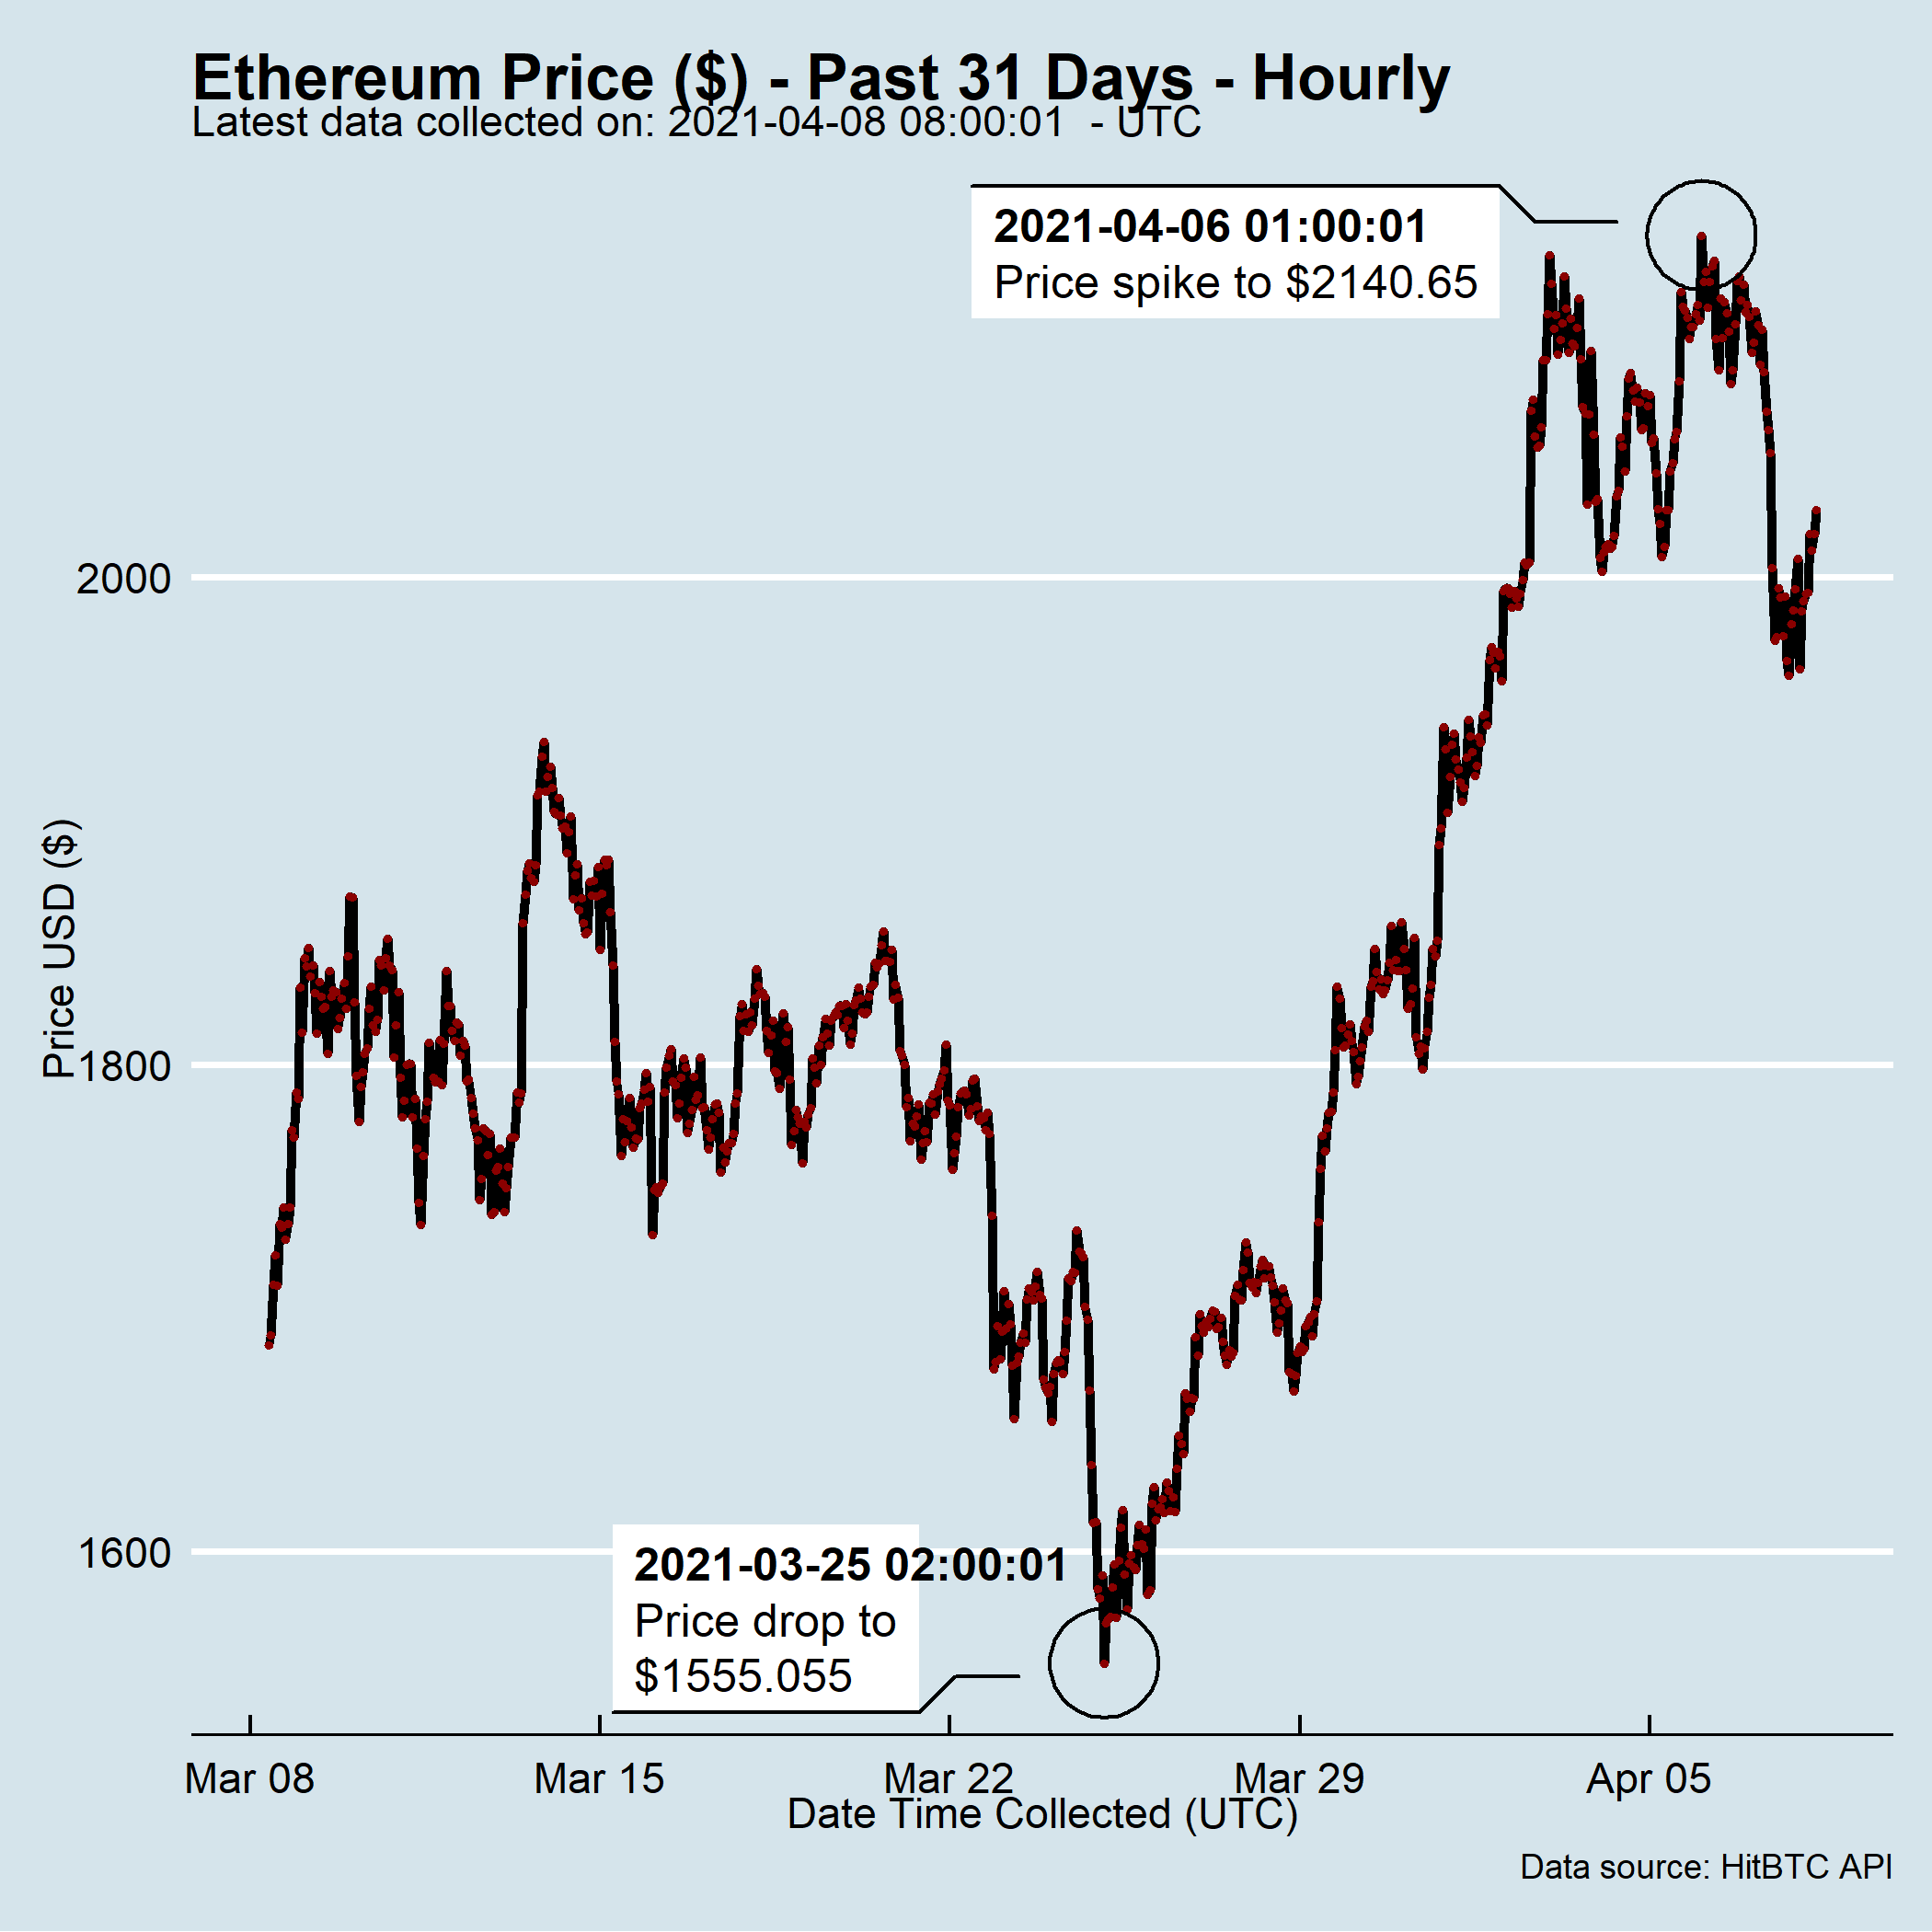 Ethereum Price ($) - Past 31 Days - Hourly
Latest data collected on: 2021-04-08 08:00:01  - UTC
2021-04-06 01:00:01
Price spike to $2140.65
2000
Price USD ($)
1800
1600
2021-03-25 02:00:01
Price drop to
$1555.055
Mar 08
Mar 15
Mar 22
Mar 29
Apr 05
Date Time Collected (UTC)
Data source: HitBTC API